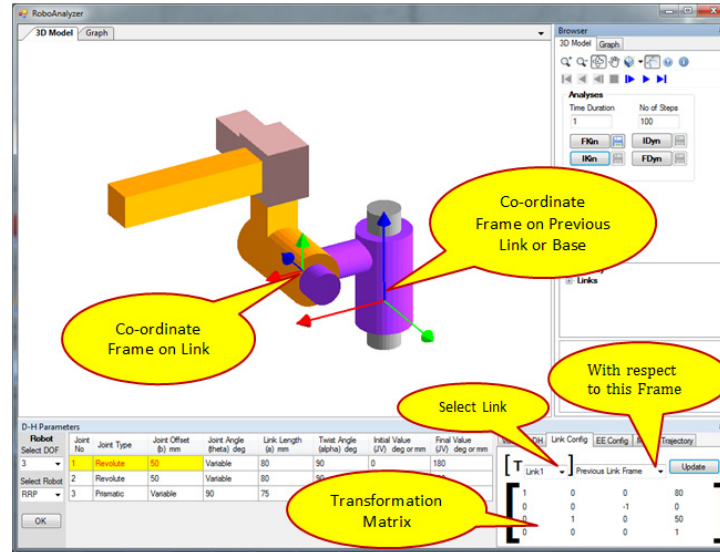 RoboAnalyzer
3D Model Graph
Browser
3D Model Graph
Analyses
Time Duration No of Steps
1 100
FKin IDyn
IKin FDyn
Links
Co-ordinate
Frame on Previous
Link or Base
Co-ordinate
Frame on Link
With respect
to this Frame
Select Link
Transformation
Matrix
D-H Parameters
Robot
Select DOF
3
Select Robot
RRP
OK
Joint No Joint Type Joint Offset (b) mm Joint Angle (theta) deg Link Length (a) mm Twist Angle (alpha) deg Initial Value (JV) deg or mm Final Value (JV) deg or mm
1 Revolute 50 Variable 80 90 0 180
2 Revolute 50 Variable 80
3 Prismatic Variable 90 75
DH Link Config EE Config Trajectory
T Link1 Previous Link Frame Update
1 0 0 80
0 0 -1 0
0 1 0 50
0 0 0 1